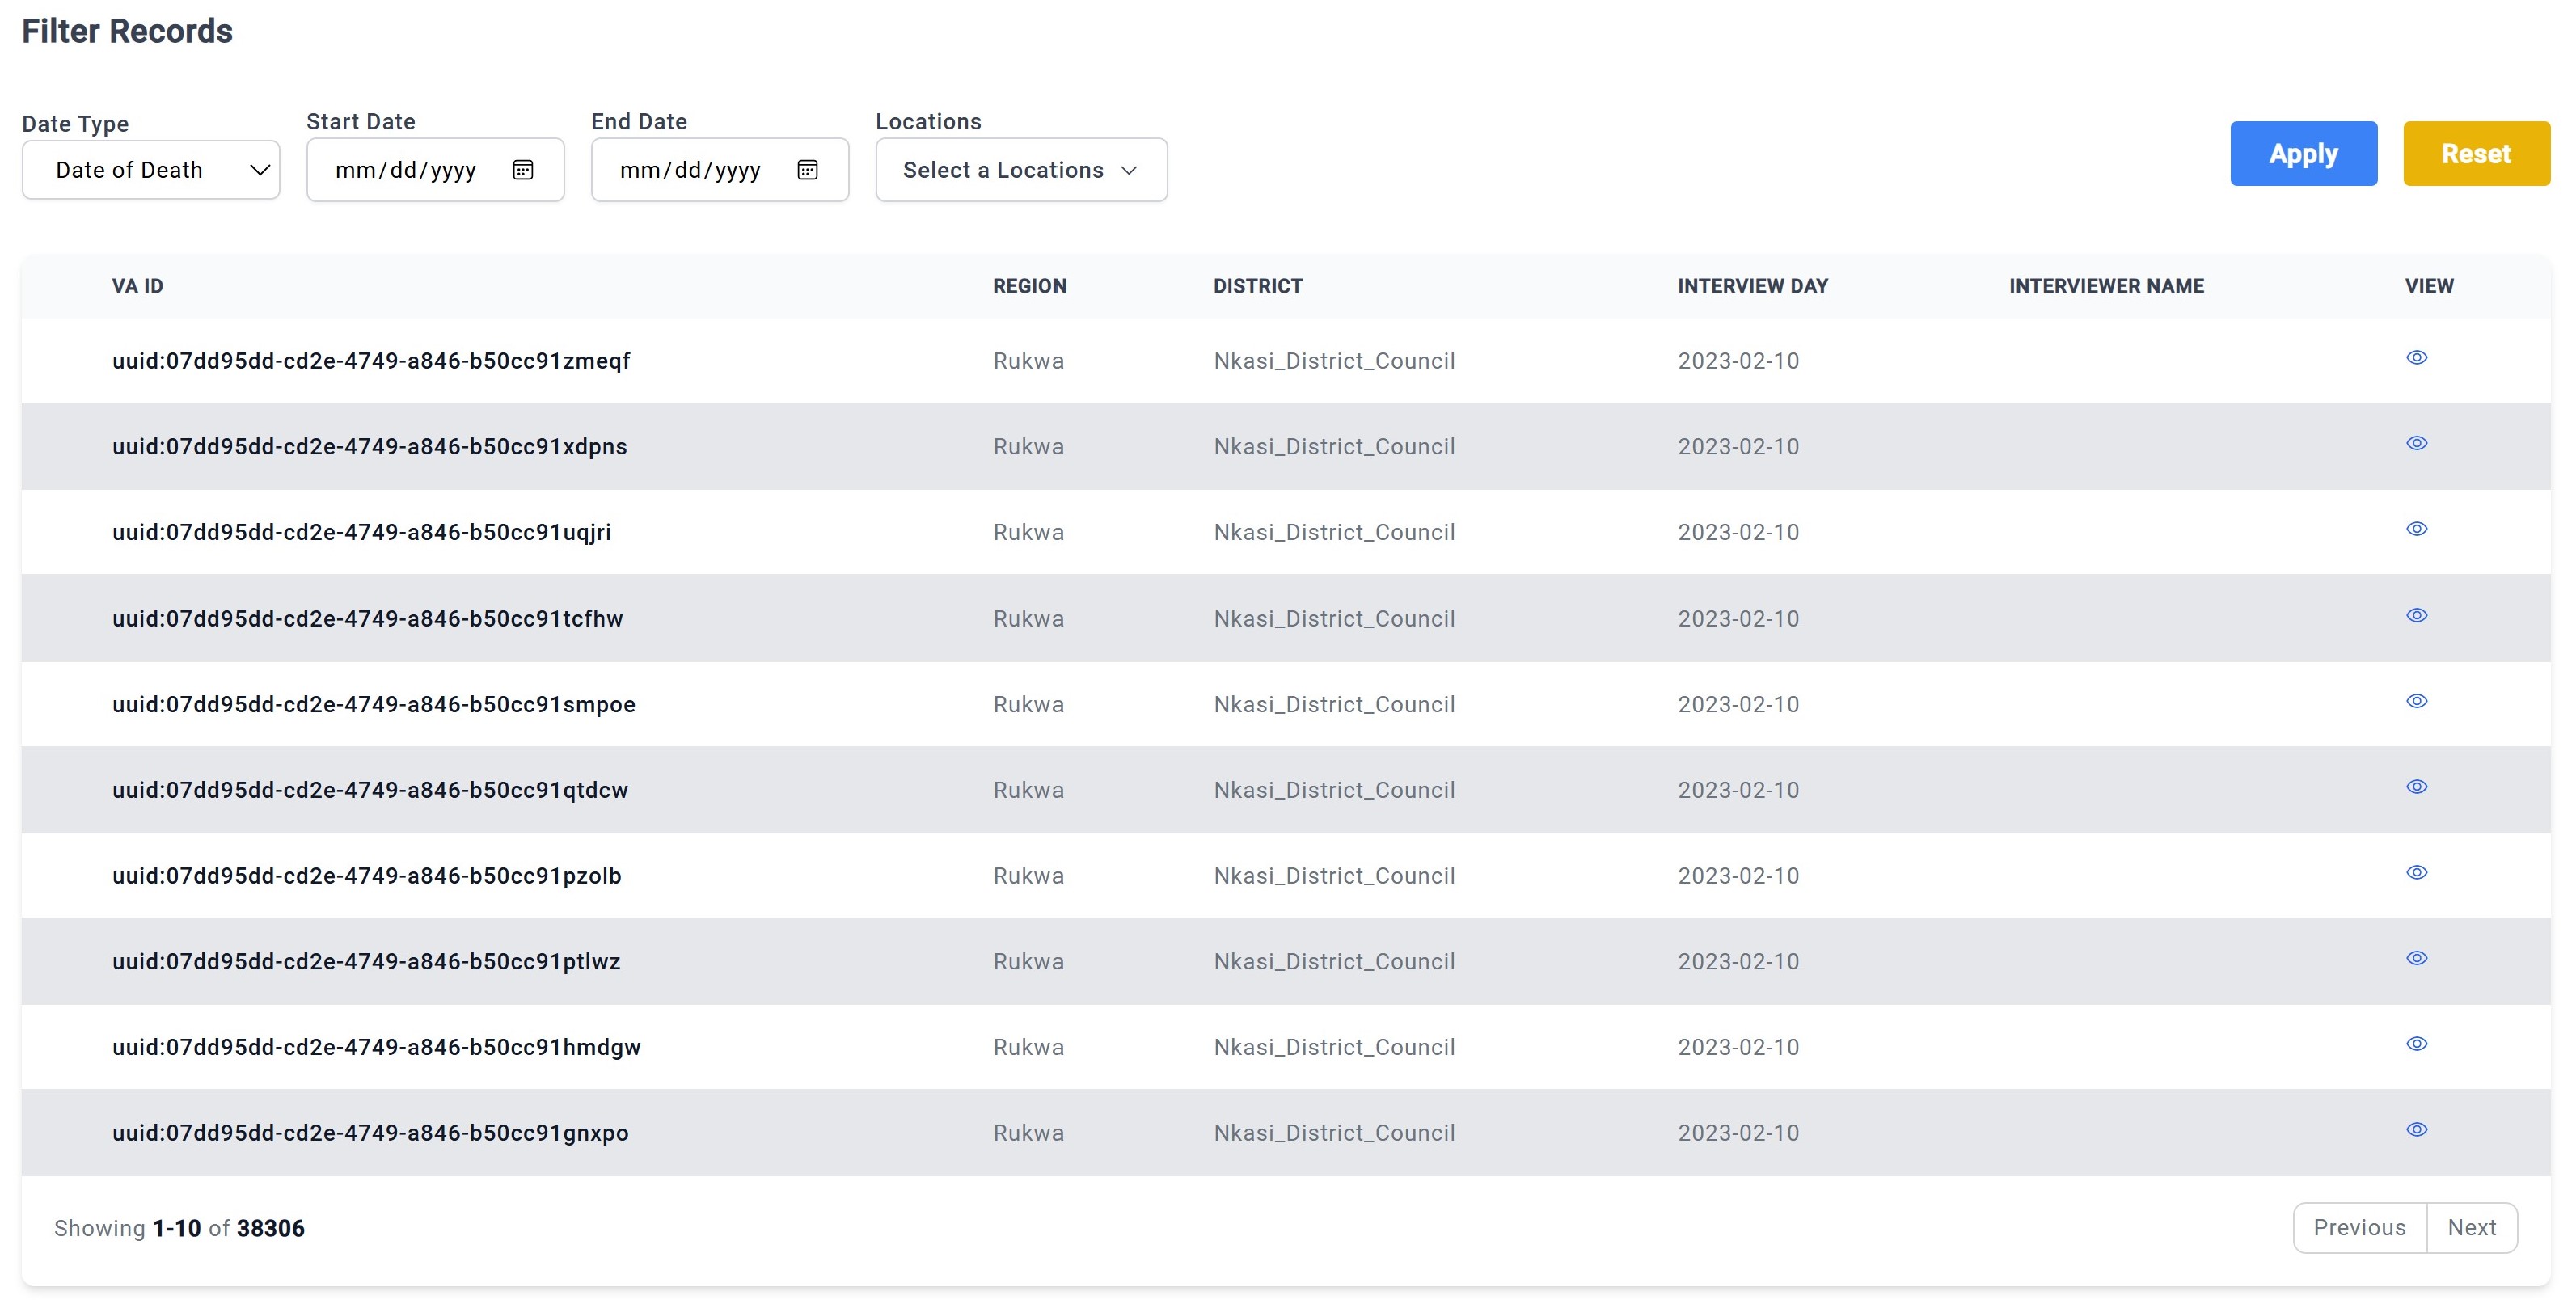 Filter Records
Date Type Start Date End Date Locations
Date of Death mm/dd/yyyy mm/dd/yyyy Select a Locations Apply Reset
VA ID REGION DISTRICT INTERVIEW DAY INTERVIEWER NAME VIEW
uuid:07dd95dd-cd2e-4749-a846-b50cc91zmeqf Rukwa Nkasi_District_Council 2023-02-10
uuid:07dd95dd-cd2e-4749-a846-b50cc91xdpns Rukwa Nkasi_District_Council 2023-02-10
uuid:07dd95dd-cd2e-4749-a846-b50cc91uqjri Rukwa Nkasi_District_Council 2023-02-10
uuid:07dd95dd-cd2e-4749-a846-b50cc91tcfhw Rukwa Nkasi_District_Council 2023-02-10
uuid:07dd95dd-cd2e-4749-a846-b50cc91smpoe Rukwa Nkasi_District_Council 2023-02-10
uuid:07dd95dd-cd2e-4749-a846-b50cc91qtdcw Rukwa Nkasi_District_Council 2023-02-10
uuid:07dd95dd-cd2e-4749-a846-b50cc91pzolb Rukwa Nkasi_District_Council 2023-02-10
uuid:07dd95dd-cd2e-4749-a846-b50cc91ptlwz Rukwa Nkasi_District_Council 2023-02-10
uuid:07dd95dd-cd2e-4749-a846-b50cc91hmdgw Rukwa Nkasi_District_Council 2023-02-10
uuid:07dd95dd-cd2e-4749-a846-b50cc91gnxpo Rukwa Nkasi_District_Council 2023-02-10
Showing 1-10 of 38306 Previous Next